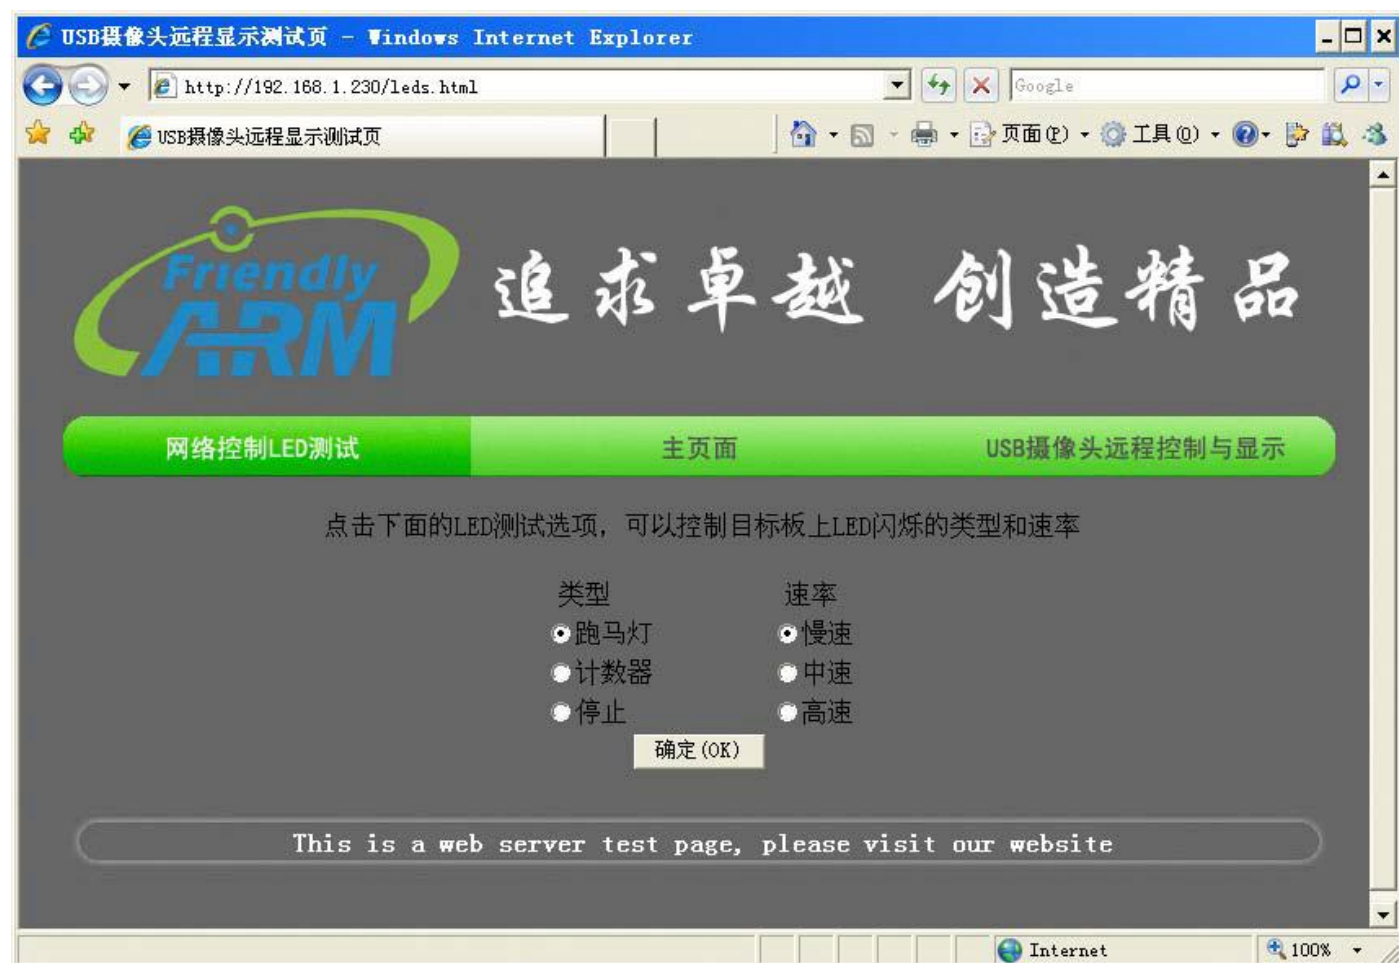 USB摄像头远程显示测试页 - Windows Internet Explorer
http://192.168.1.230/leds.html
Google
USB摄像头远程显示测试页
页面(P)
工具(O)
Friendly
ARM
追求卓越 创造精品
网络控制LED测试
主页面
USB摄像头远程控制与显示
点击下面的LED测试选项，可以控制目标板上LED闪烁的类型和速率
类型 速率
跑马灯 慢速
计数器 中速
停止 高速
确定(OK)
This is a web server test page, please visit our website
Internet
100%